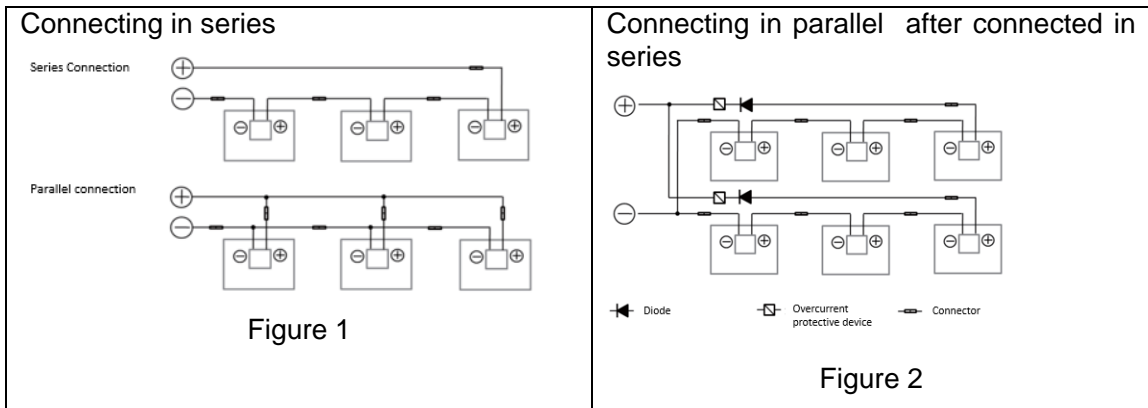 Connecting in series
Series Connection
⊕
⊖
⊖ ⊕ ⊖ ⊕ ⊖ ⊕
Parallel connection
⊕
⊖
⊖ ⊕ ⊖ ⊕ ⊖ ⊕
Figure 1
Connecting in parallel after connected in
series
⊕
⊖ ⊕ ⊖ ⊕ ⊖ ⊕
⊖
⊖ ⊕ ⊖ ⊕ ⊖ ⊕
Diode
Overcurrent
protective device
Connector
Figure 2